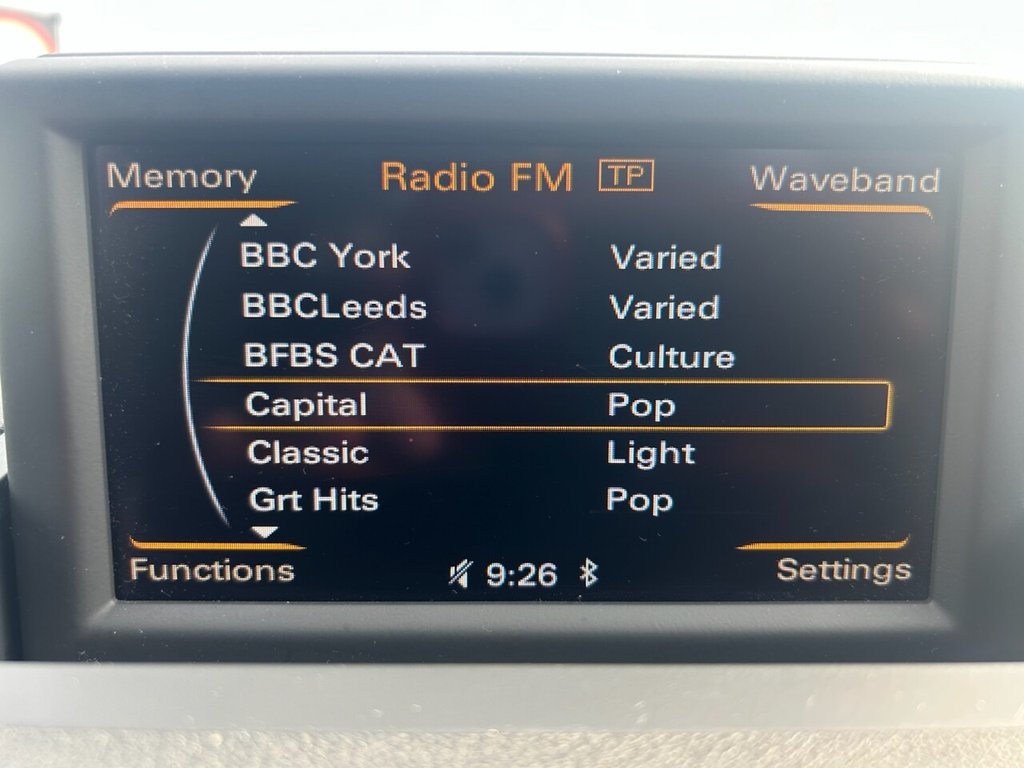 Memory Radio FM TP Waveband
BBC York Varied
BBCLeeds Varied
BFBS CAT Culture
Capital Pop
Classic Light
Grt Hits Pop
Functions 9:26 Settings